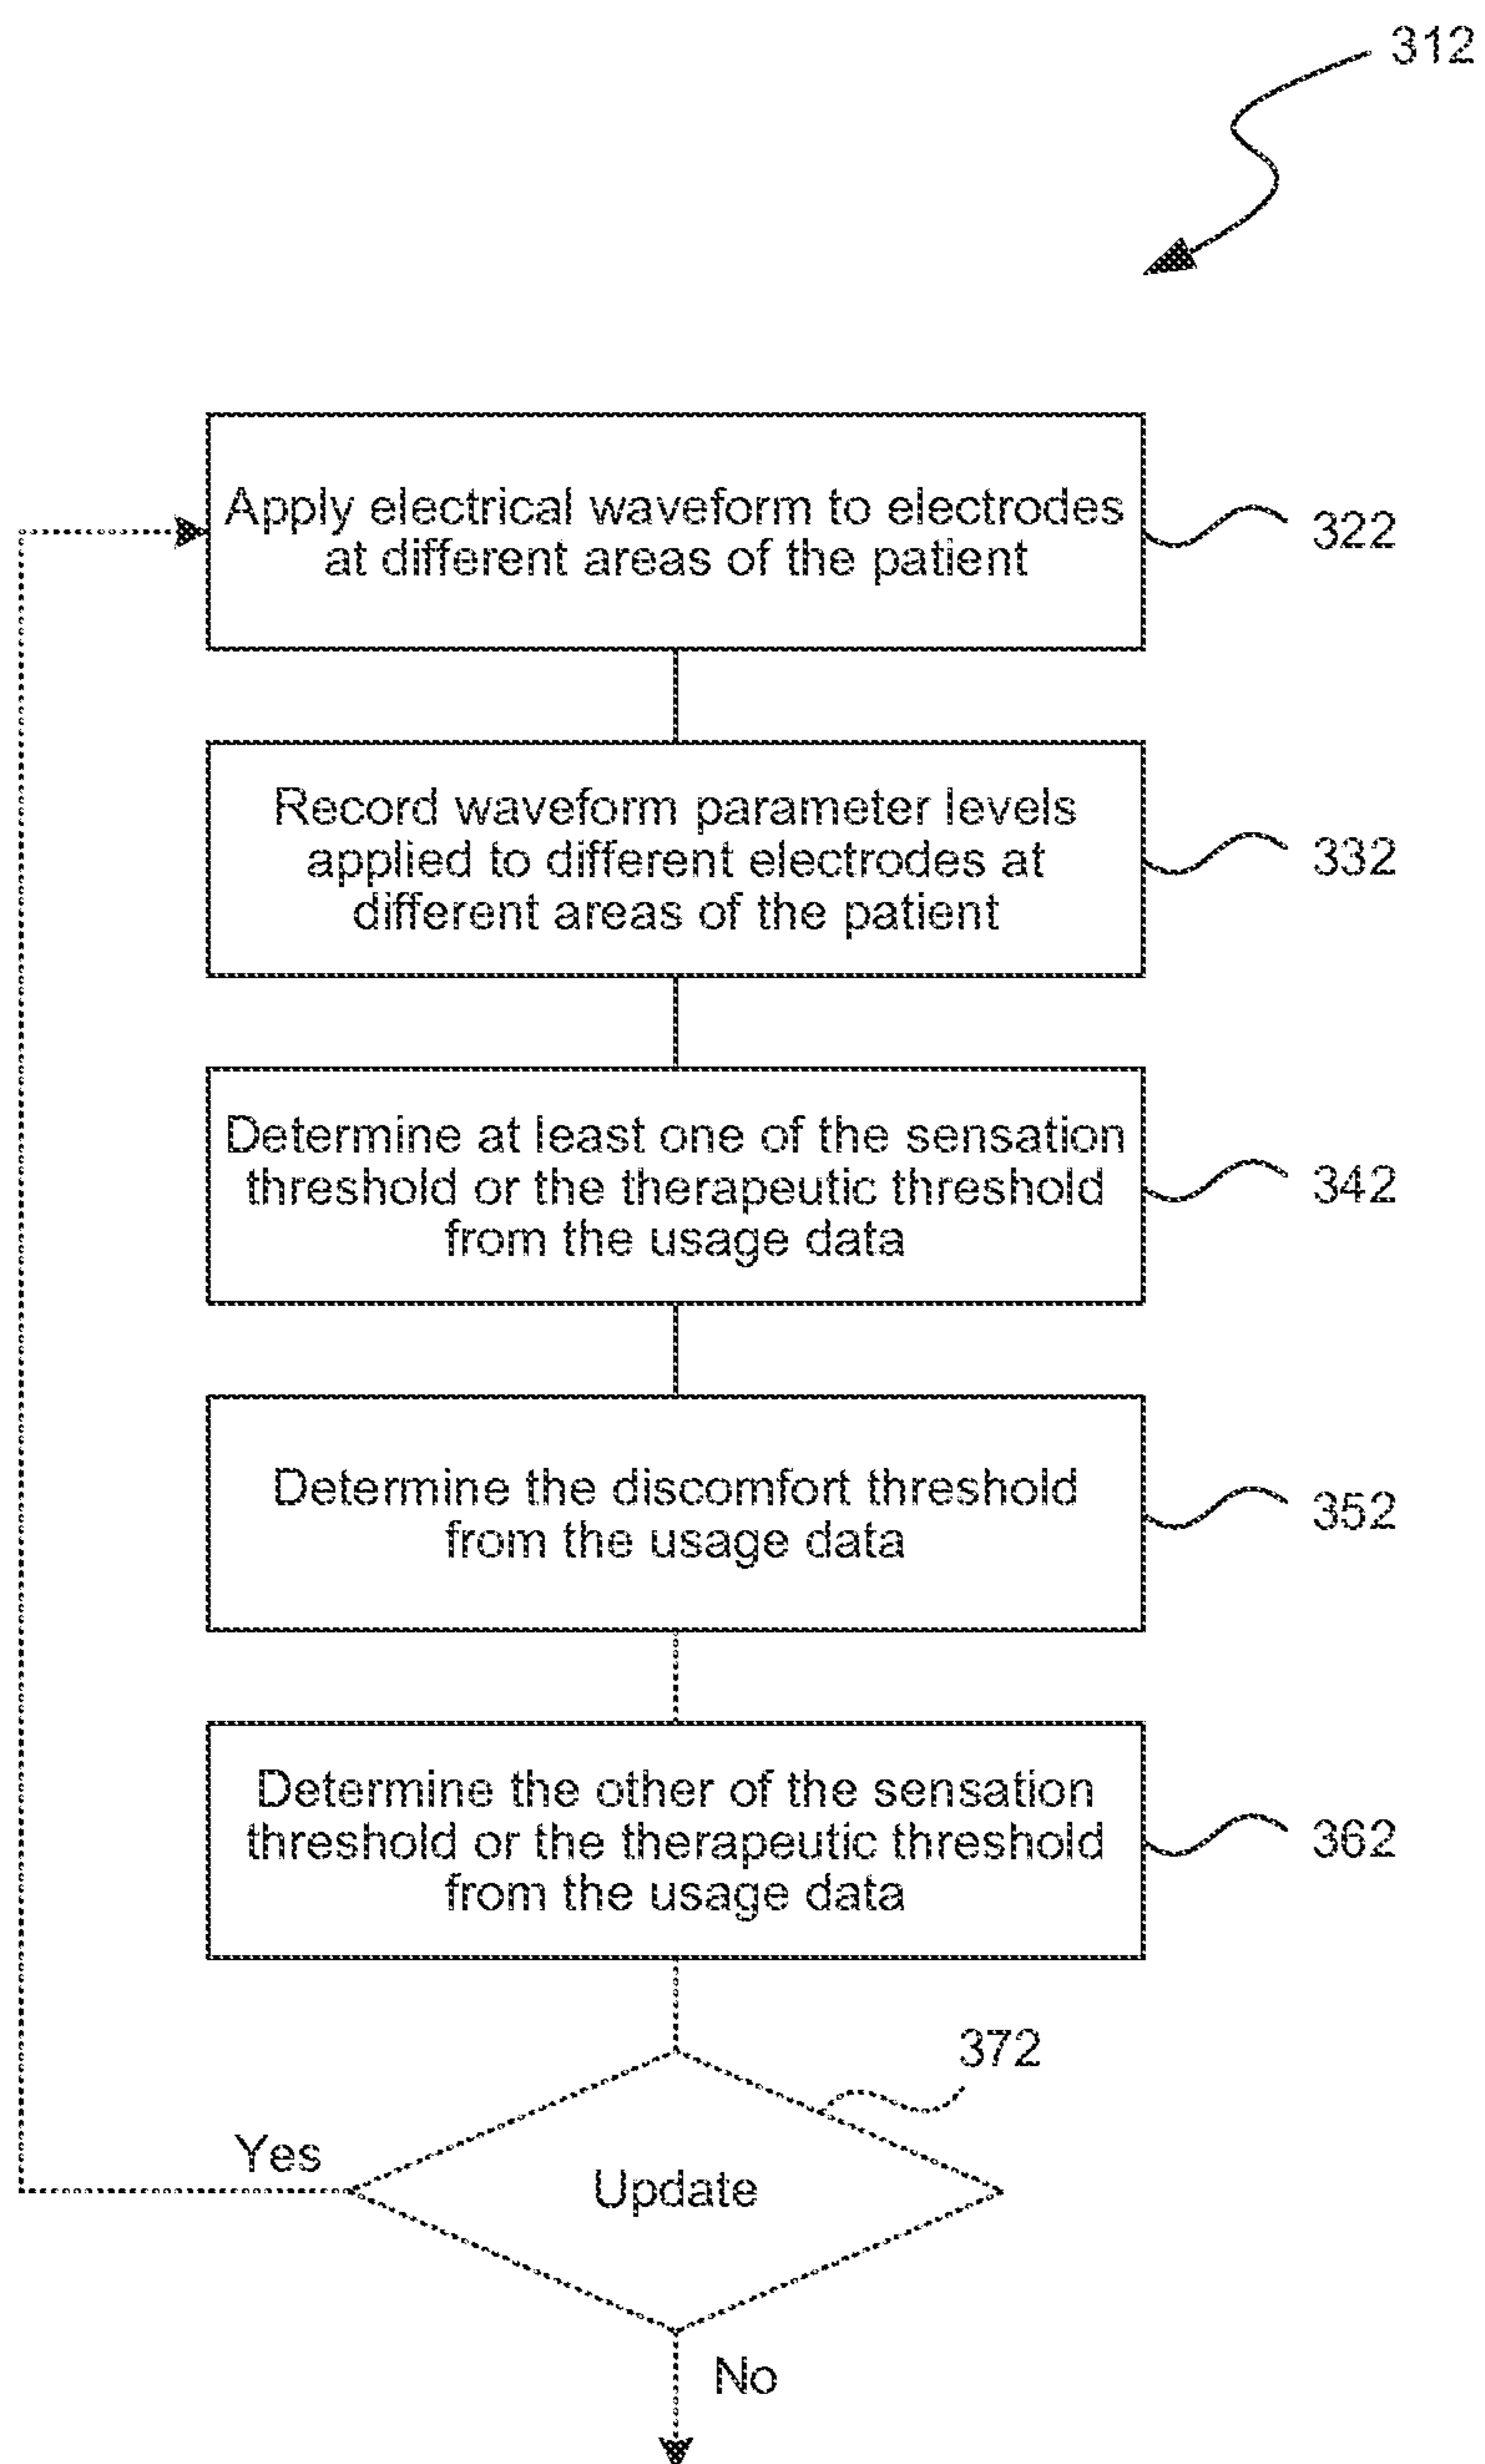 312
Apply electrical waveform to electrodes
at different areas of the patient
322
Record waveform parameter levels
applied to different electrodes at
different areas of the patient
332
Determine at least one of the sensation
threshold or the therapeutic threshold
from the usage data
342
Determine the discomfort threshold
from the usage data
352
Determine the other of the sensation
threshold or the therapeutic threshold
from the usage data
362
372
Yes
Update
No